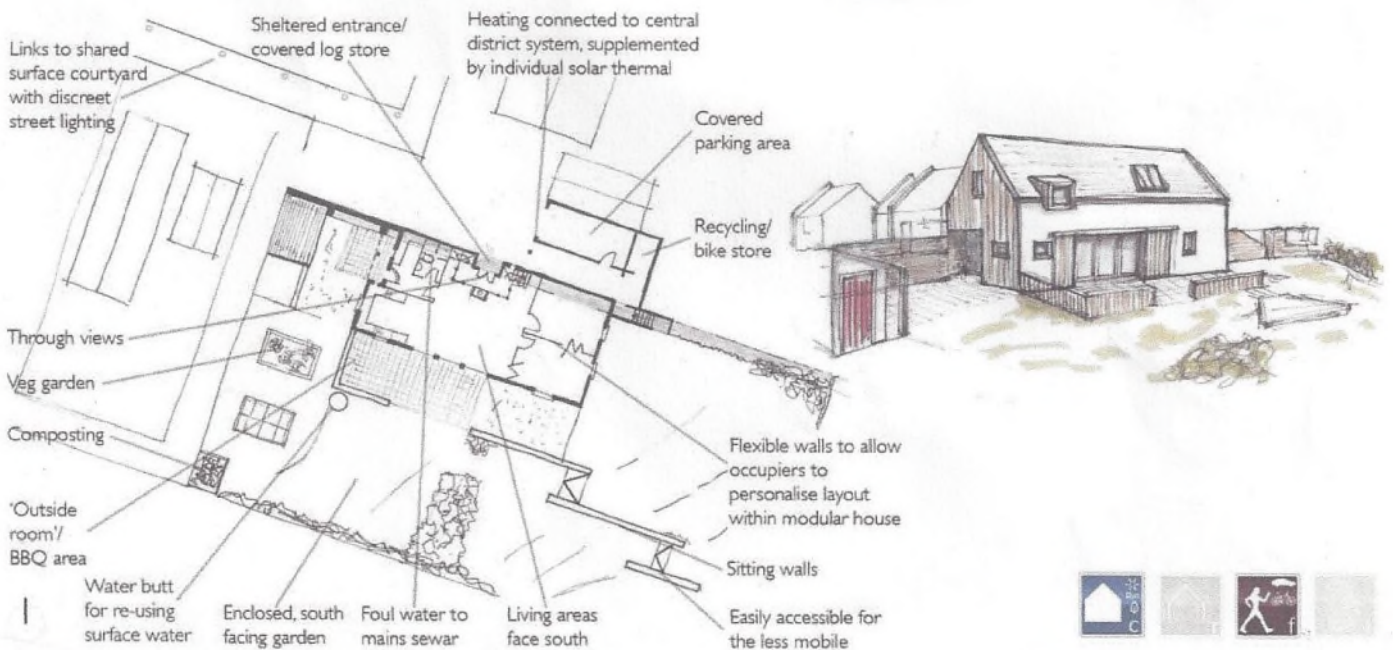 Links to shared
surface courtyard
with discreet
street lighting
Sheltered entrance/
covered log store
Heating connected to central
district system, supplemented
by individual solar thermal
Covered
parking area
Recycling/
bike store
Through views
Veg garden
Composting
'Outside
room'/
BBQ area
Water butt
for re-using
surface water
Enclosed, south
facing garden
Foul water to
mains sewar
Living areas
face south
Flexible walls to allow
occupiers to
personalise layout
within modular house
Sitting walls
Easily accessible for
the less mobile
1
C
f